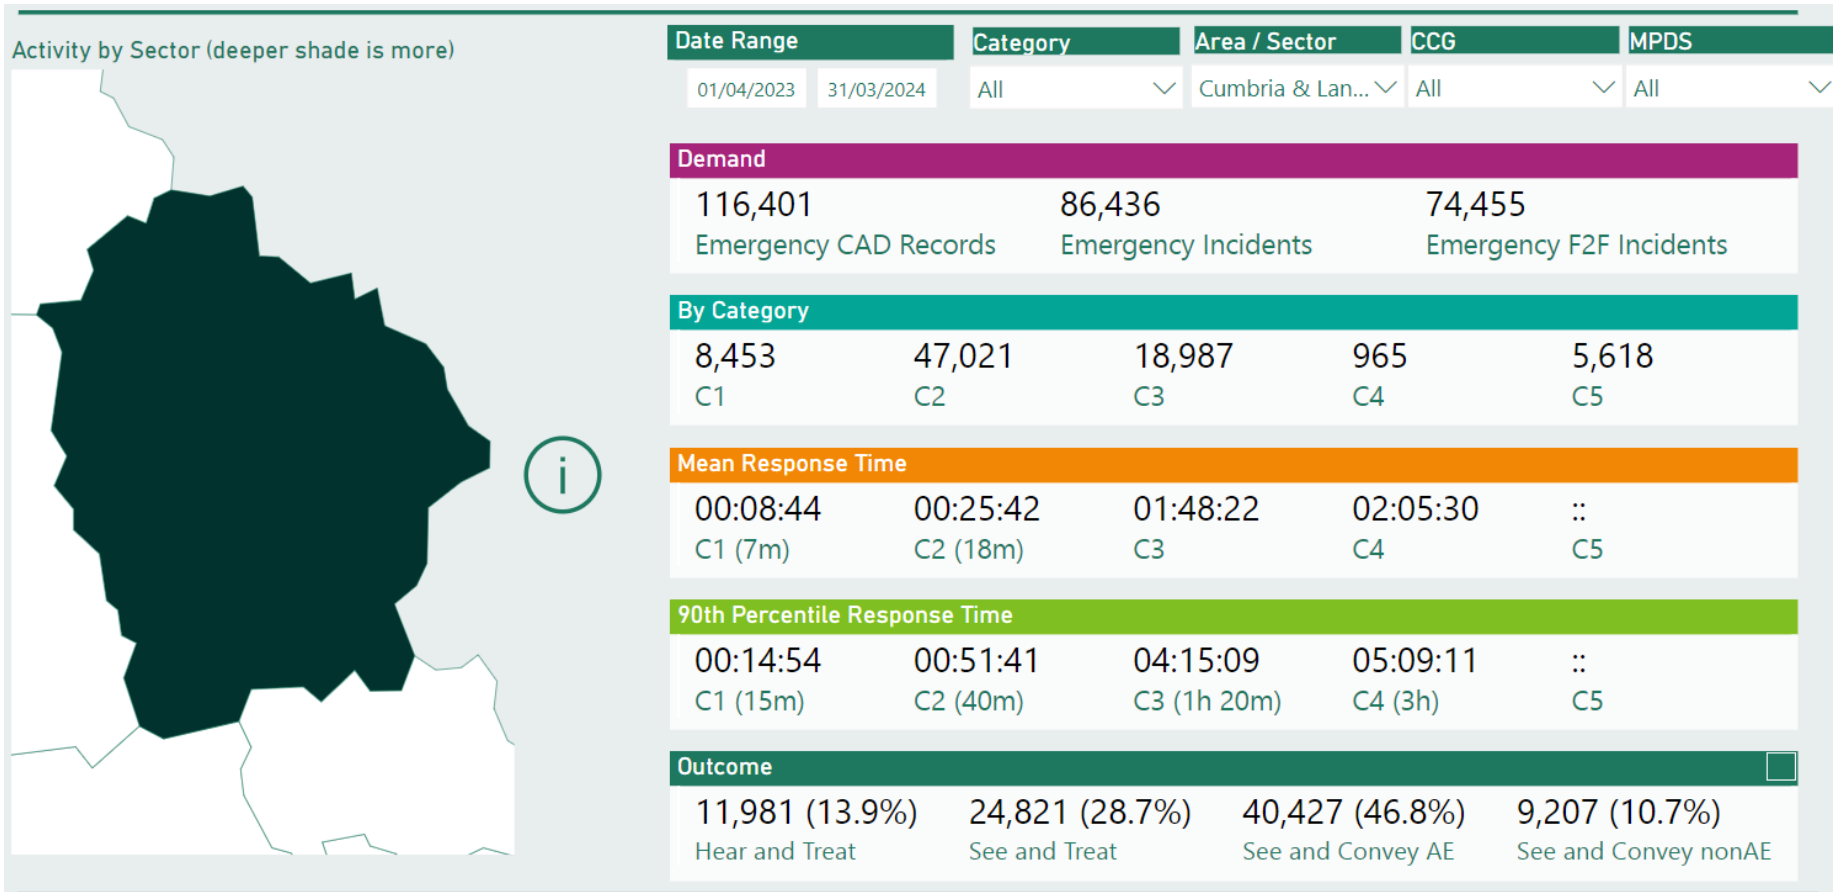 Activity by Sector (deeper shade is more)
Date Range
Category
Area / Sector
CCG
MPDS
01/04/2023 31/03/2024
All
Cumbria & Lan...
All
All
Demand
116,401 86,436 74,455
Emergency CAD Records Emergency Incidents Emergency F2F Incidents
By Category
8,453 47,021 18,987 965 5,618
C1 C2 C3 C4 C5
i
Mean Response Time
00:08:44 00:25:42 01:48:22 02:05:30 ::
C1 (7m) C2 (18m) C3 C4 C5
90th Percentile Response Time
00:14:54 00:51:41 04:15:09 05:09:11 ::
C1 (15m) C2 (40m) C3 (1h 20m) C4 (3h) C5
Outcome
11,981 (13.9%) 24,821 (28.7%) 40,427 (46.8%) 9,207 (10.7%)
Hear and Treat See and Treat See and Convey AE See and Convey nonAE